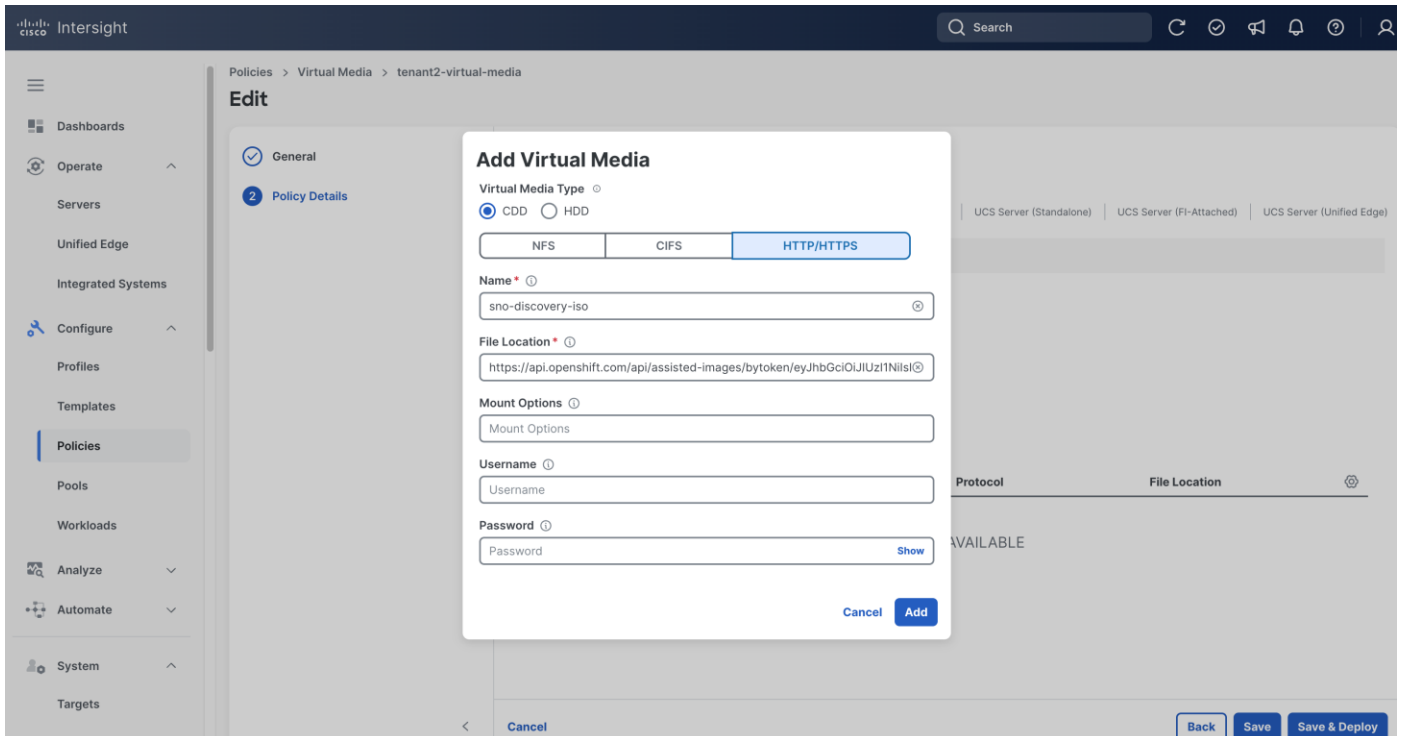 cisco Intersight
Search
Dashboards
Operate
Servers
Unified Edge
Integrated Systems
Configure
Profiles
Templates
Policies
Pools
Workloads
Analyze
Automate
System
Targets
Policies > Virtual Media > tenant2-virtual-media
Edit
General
2 Policy Details
UCS Server (Standalone) UCS Server (FI-Attached) UCS Server (Unified Edge)
Add Virtual Media
Virtual Media Type
CDD HDD
NFS CIFS HTTP/HTTPS
Name *
sno-discovery-iso
File Location *
https://api.openshift.com/api/assisted-images/bytoken/eyJhbGciOiJIUzI1NiIsI
Mount Options
Mount Options
Username
Username
Password
Password Show
Cancel Add
Protocol File Location
AVAILABLE
< Cancel Back Save Save & Deploy